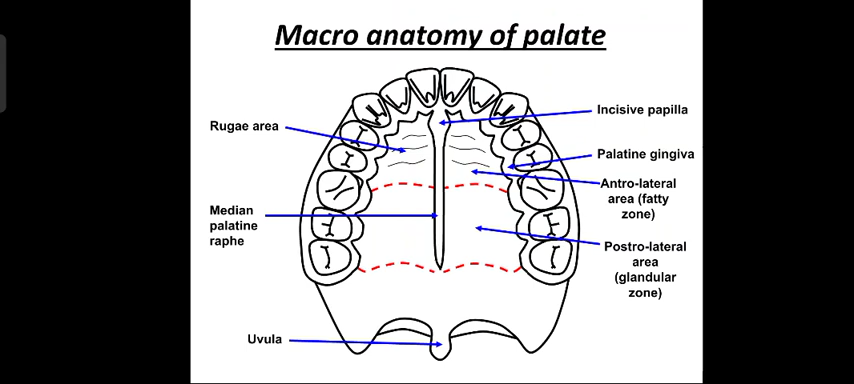 Macro anatomy of palate
Incisive papilla
Rugae area
Palatine gingiva
Antro-lateral
area (fatty
zone)
Median
palatine
raphe
Postro-lateral
area
(glandular
zone)
Uvula